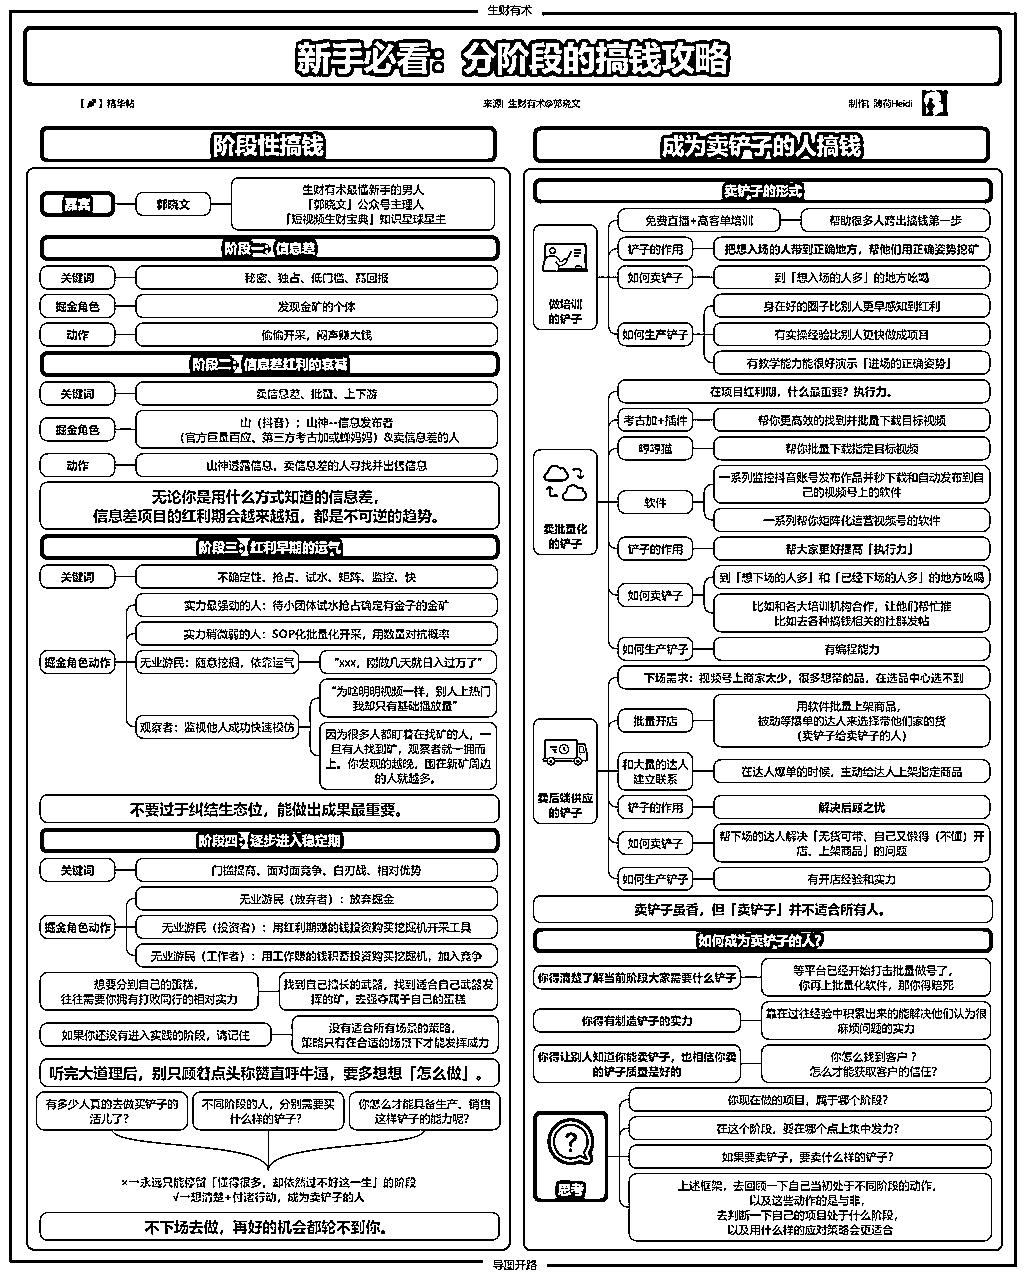 生财有术
新手必看：分阶段的搞钱攻略
【🚀】精华帖
来源：生财有术@郭晓文
制作：薄荷Heidi
阶段性搞钱
嘉宾
郭晓文
生财有术最懂新手的男人
「郭晓文」公众号主理人
「短视频生财宝典」知识星球星主
阶段一：信息差
关键词
秘密、独占、低门槛、高回报
掘金角色
发现金矿的个体
动作
偷偷开采，闷声赚大钱
阶段二：信息差红利的衰减
关键词
卖信息差、批量、上下游
掘金角色
山（抖音）；山神--信息发布者
（官方巨量百应、第三方考古加或蝉妈妈）&卖信息差的人
动作
山神透露信息，卖信息差的人寻找并出售信息
无论你是用什么方式知道的信息差，
信息差项目的红利期会越来越短，都是不可逆的趋势。
阶段三：红利早期的运气
关键词
不确定性、抢占、试水、矩阵、监控、快
掘金角色动作
实力最强劲的人：待小团体试水抢占确定有金子的金矿
实力稍微弱的人：SOP化批量化开采，用数量对抗概率
无业游民：随意挖掘，依靠运气
“xxx，刚做几天就日入过万了”
观察者：监视他人成功快速模仿
“为啥明明视频一样，别人上热门
我却只有基础播放量”
因为很多人都盯着在找矿的人，一
旦有人找到矿，观察者就一拥而
上。你发现的越晚，围在新矿周边
的人就越多。
不要过于纠结生态位，能做出成果最重要。
阶段四：逐步进入稳定期
关键词
门槛提高、面对面竞争、白刃战、相对优势
掘金角色动作
无业游民（放弃者）：放弃掘金
无业游民（投资者）：用红利期赚的钱投资购买挖掘机开采工具
无业游民（工作者）：用工作赚的钱积蓄投资购买挖掘机，加入竞争
想要分到自己的蛋糕，
往往需要你拥有打败同行的相对实力
找到自己擅长的武器，找到适合自己武器发
挥的矿，去强夺属于自己的蛋糕
如果你还没有进入实践的阶段，请记住
没有适合所有场景的策略，
策略只有在合适的场景下才能发挥威力
听完大道理后，别只顾着点头称赞直呼牛逼，要多想想「怎么做」。
有多少人真的去做买铲子的
活儿了？
不同阶段的人，分别需要买
什么样的铲子？
你怎么才能具备生产、销售
这样铲子的能力呢？
×→永远只能停留「懂得很多，却依然过不好这一生」的阶段
√→想清楚+付诸行动，成为卖铲子的人
不下场去做，再好的机会都轮不到你。
成为卖铲子的人搞钱
卖铲子的形式
做培训
的铲子
免费直播+高客单培训
帮助很多人跨出搞钱第一步
铲子的作用
把想入场的人带到正确地方，帮他们用正确姿势挖矿
如何卖铲子
到「想入场的人多」的地方吆喝
如何生产铲子
身在好的圈子比别人更早感知到红利
有实操经验比别人更快做成项目
有教学能力能很好演示「进场的正确姿势」
卖批量化
的铲子
在项目红利期，什么最重要？执行力。
考古加+插件
帮你更高效的找到并批量下载目标视频
哼哼猫
帮你批量下载指定目标视频
软件
一系列监控抖音账号发布作品并秒下载和自动发布到自
己的视频号上的软件
一系列帮你矩阵化运营视频号的软件
铲子的作用
帮大家更好提高「执行力」
如何卖铲子
到「想下场的人多」和「已经下场的人多」的地方吆喝
比如和各大培训机构合作，让他们帮忙推
比如去各种搞钱相关的社群发帖
如何生产铲子
有编程能力
卖后端供应
的铲子
下场需求：视频号上商家太少，很多想带的品，在选品中心选不到
批量开店
用软件批量上架商品，
被动等爆单的达人来选择带他们家的货
（卖铲子给卖铲子的人）
和大量的达人
建立联系
在达人爆单的时候，主动给达人上架指定商品
铲子的作用
解决后顾之忧
如何卖铲子
帮下场的达人解决「无货可带、自己又懒得（不懂）开
店、上架商品」的问题
如何生产铲子
有开店经验和实力
卖铲子虽香，但「卖铲子」并不适合所有人。
如何成为卖铲子的人？
你得清楚了解当前阶段大家需要什么铲子
等平台已经开始打击批量做号了，
你再上批量化软件，那你得赔死
你得有制造铲子的实力
靠在过往经验中积累出来的能解决他们认为很
麻烦问题的实力
你得让别人知道你能卖铲子，也相信你卖
的铲子质量是好的
你怎么找到客户？
怎么才能获取客户的信任？
思考
你现在做的项目，属于哪个阶段？
在这个阶段，要在哪个点上集中发力？
如果要卖铲子，要卖什么样的铲子？
上述框架，去回顾一下自己当初处于不同阶段的动作，
以及这些动作的是与非，
去判断一下自己的项目处于什么阶段，
以及用什么样的应对策略会更适合
导图开路